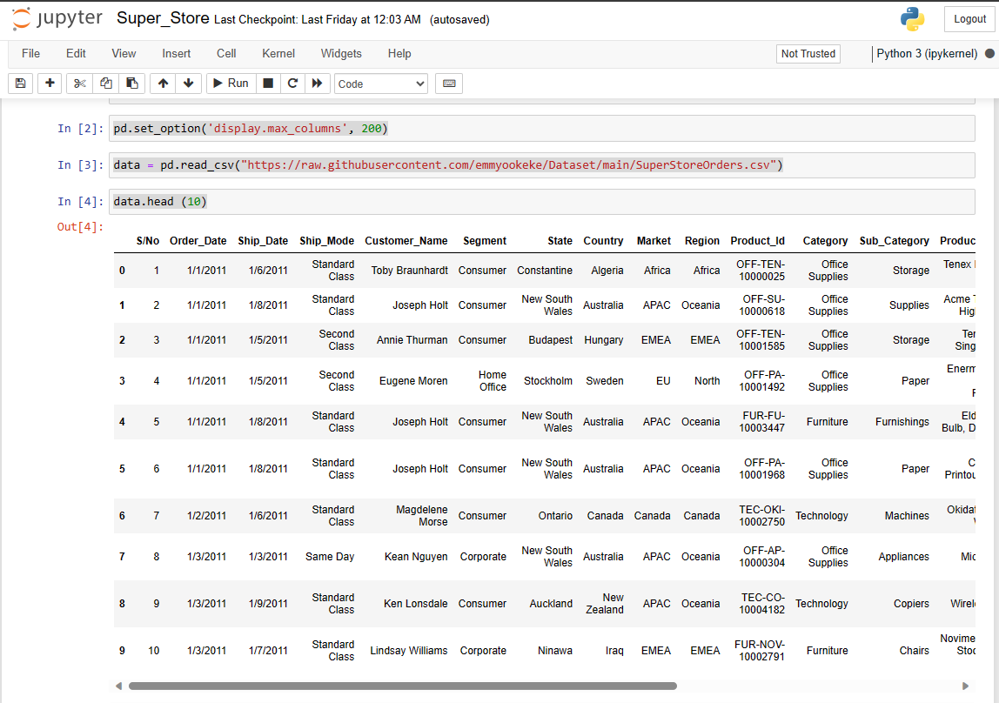 jupyter Super_Store Last Checkpoint: Last Friday at 12:03 AM (autosaved) Logout
File Edit View Insert Cell Kernel Widgets Help Not Trusted Python 3 (ipykernel)
Run Code
In [2]: pd.set_option('display.max_columns', 200)
In [3]: data = pd.read_csv("https://raw.githubusercontent.com/emmyookeke/Dataset/main/SuperStoreOrders.csv")
In [4]: data.head (10)
Out[4]:
S/No Order_Date Ship_Date Ship_Mode Customer_Name Segment State Country Market Region Product_Id Category Sub_Category Produc
Standard OFF-TEN- Office Tenex
0 1 1/1/2011 1/6/2011 Toby Braunhardt Consumer Constantine Algeria Africa Africa Storage
Class 10000025 Supplies
Standard New South OFF-SU- Office Acme
1 2 1/1/2011 1/8/2011 Joseph Holt Consumer Australia APAC Oceania Supplies
Class Wales 10000618 Supplies Hig
Second OFF-TEN- Office Ter
2 3 1/1/2011 1/5/2011 Annie Thurman Consumer Budapest Hungary EMEA EMEA Storage
Class 10001585 Supplies Sing
Enerm
Second Home OFF-PA- Office
3 4 1/1/2011 1/5/2011 Eugene Moren Stockholm Sweden EU North Paper
Class Office 10001492 Supplies
Standard New South FUR-FU- Eld
4 5 1/1/2011 1/8/2011 Joseph Holt Consumer Australia APAC Oceania Furniture Furnishings
Class Wales 10003447 Bulb, D
Standard New South OFF-PA- Office C
5 6 1/1/2011 1/8/2011 Joseph Holt Consumer Australia APAC Oceania Paper
Class Wales 10001968 Supplies Printou
Standard Magdelene TEC-OKI- Okidat
6 7 1/2/2011 1/6/2011 Consumer Ontario Canada Canada Canada Technology Machines
Class Morse 10002750
New South OFF-AP- Office
7 8 1/3/2011 1/3/2011 Same Day Kean Nguyen Corporate Australia APAC Oceania Appliances Mic
Wales 10000304 Supplies
Standard New TEC-CO-
8 9 1/3/2011 1/9/2011 Ken Lonsdale Consumer Auckland APAC Oceania Technology Copiers Wirel
Class Zealand 10004182
Standard FUR-NOV- Novime
9 10 1/3/2011 1/7/2011 Lindsay Williams Corporate Ninawa Iraq EMEA EMEA Furniture Chairs
Class 10002791 Stoc